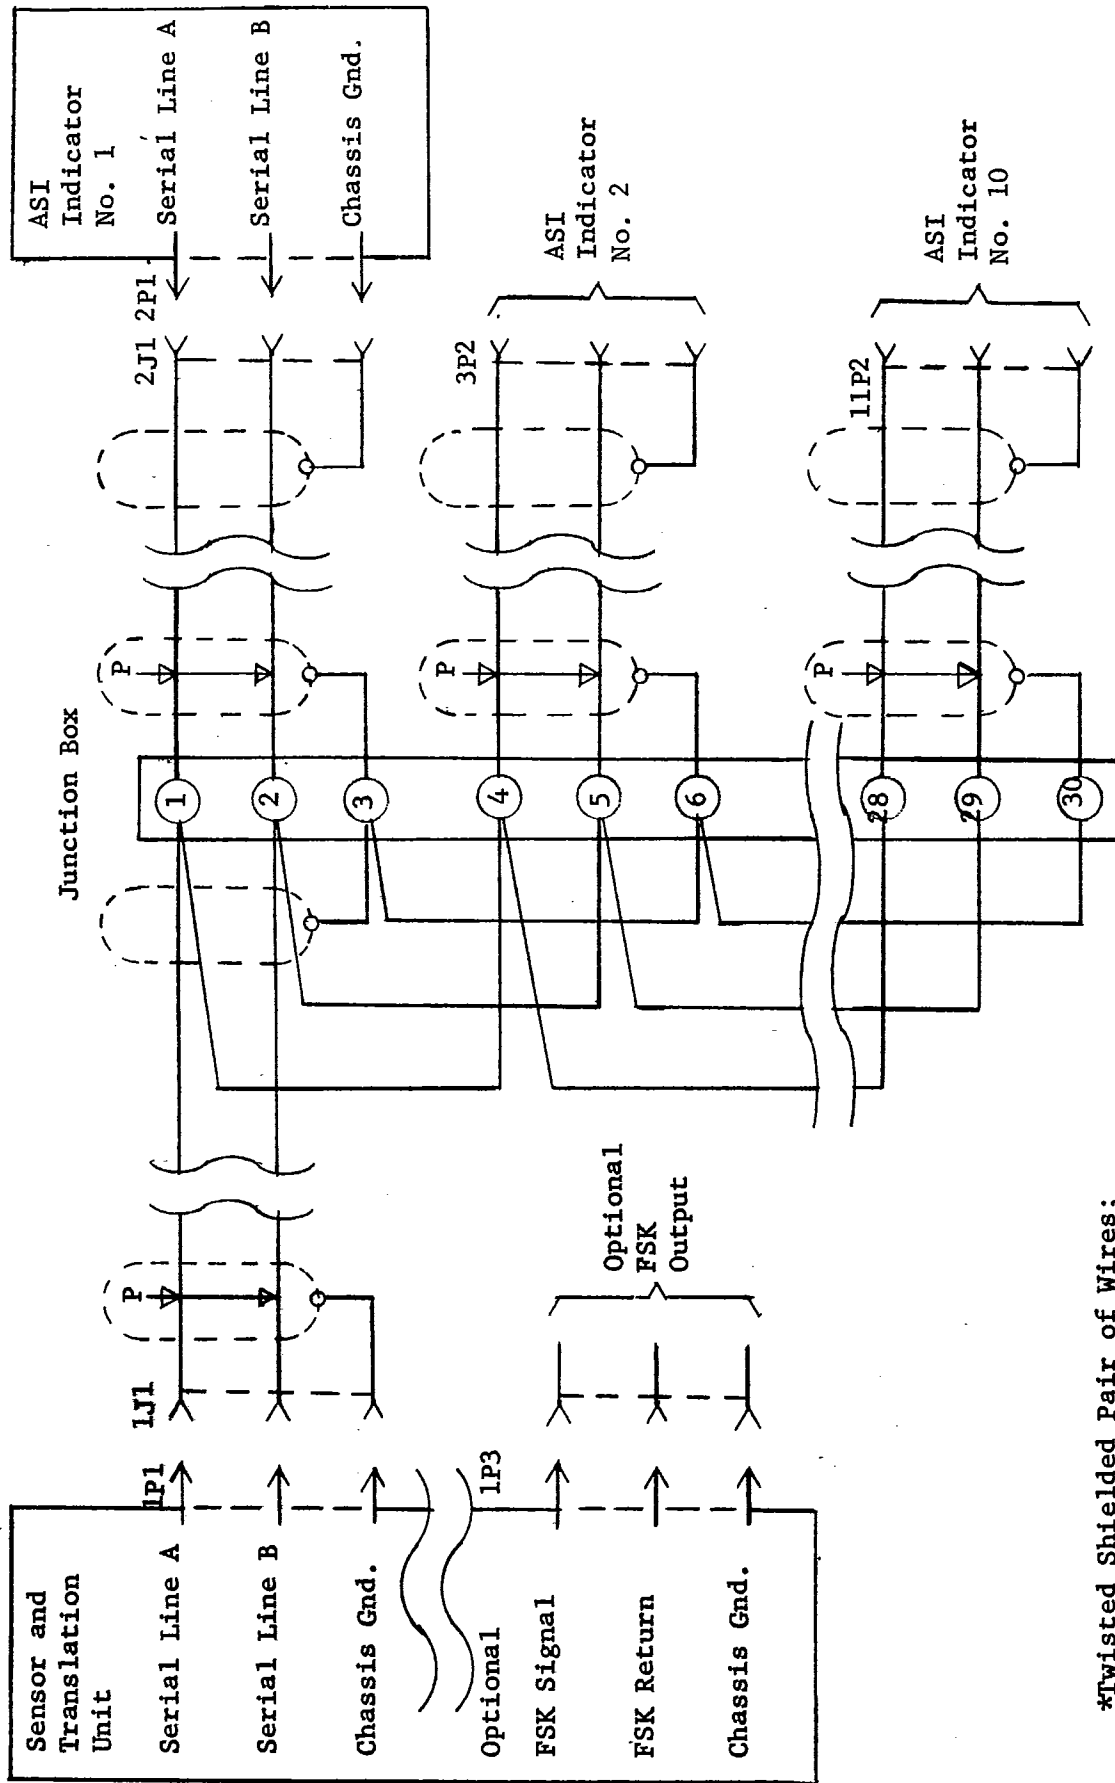 Sensor and
Translation
Unit
Serial Line A
Serial Line B
Chassis Gnd.
Optional
FSK Signal
FSK Return
Chassis Gnd.
1P1
1J1
1P3
P
Optional
FSK
Output
Junction Box
1
2
3
4
5
6
28
29
30
P
P
P
2J1
2P1
3P2
11P2
ASI
Indicator
No. 1
Serial Line A
Serial Line B
Chassis Gnd.
ASI
Indicator
No. 2
ASI
Indicator
No. 10
*Twisted Shielded Pair of Wires;